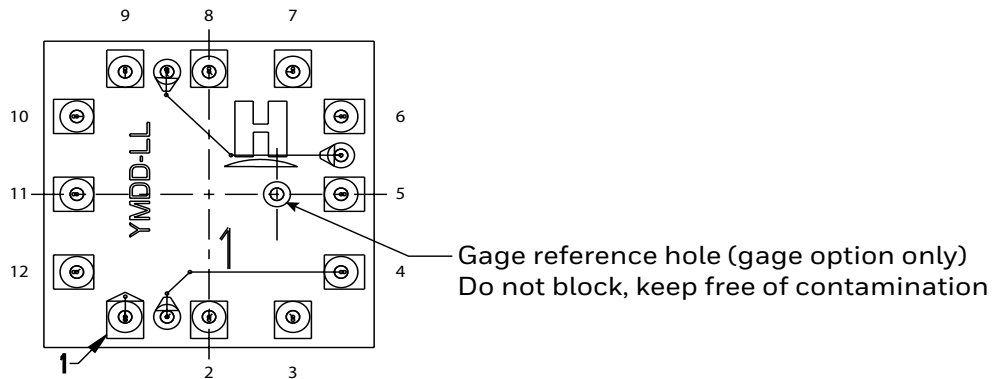 9 8 7
10 6
YMDD-LL
H
11 5
1
Gage reference hole (gage option only)
12 4
Do not block, keep free of contamination
1
2 3